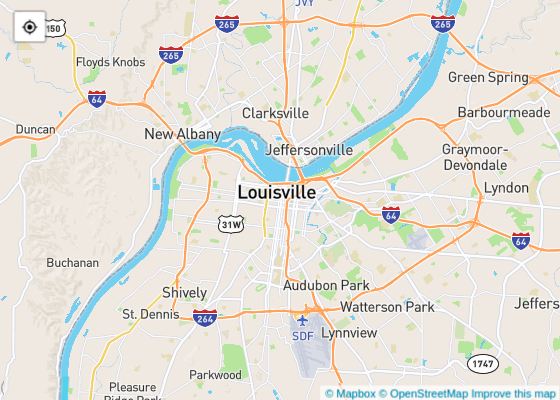 JVY
265
265
150
Floyds Knobs
265
64
Green Spring
Clarksville
Barbourmeade
Duncan
New Albany
Jeffersonville
Graymoor-
Devondale
Louisville
Lyndon
64
31W
64
Buchanan
Audubon Park
Shively
Jeffers
Watterson Park
St. Dennis
264
SDF
Lynnview
1747
Parkwood
Pleasure
Ridge Park
© Mapbox © OpenStreetMap Improve this map